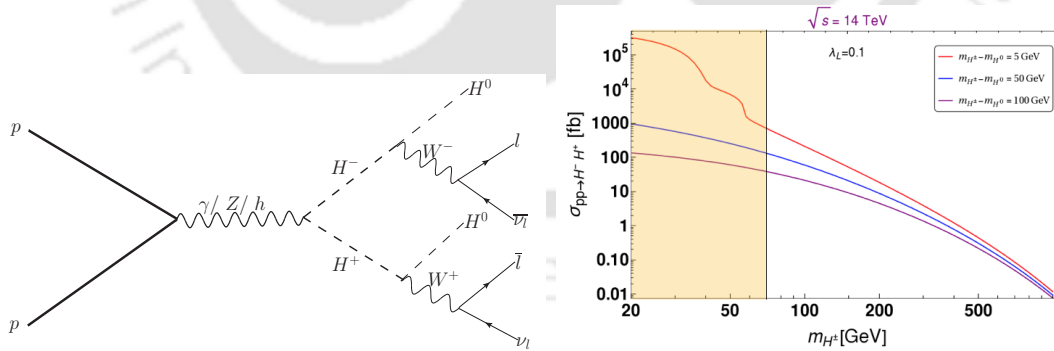 p
p
γ/ Z/ h
H⁻
H⁺
H⁰
W⁻
l
ν̅_l
H⁰
W⁺
l̅
ν_l
√s = 14 TeV
λ_L=0.1
m_{H^±}−m_{H^0} = 5 GeV
m_{H^±}−m_{H^0} = 50 GeV
m_{H^±}−m_{H^0} = 100 GeV
σ_{pp→H⁻ H⁺} [fb]
10⁵
10⁴
1000
100
10
1
0.10
0.01
20 50 100 200 500
m_{H^±}[GeV]